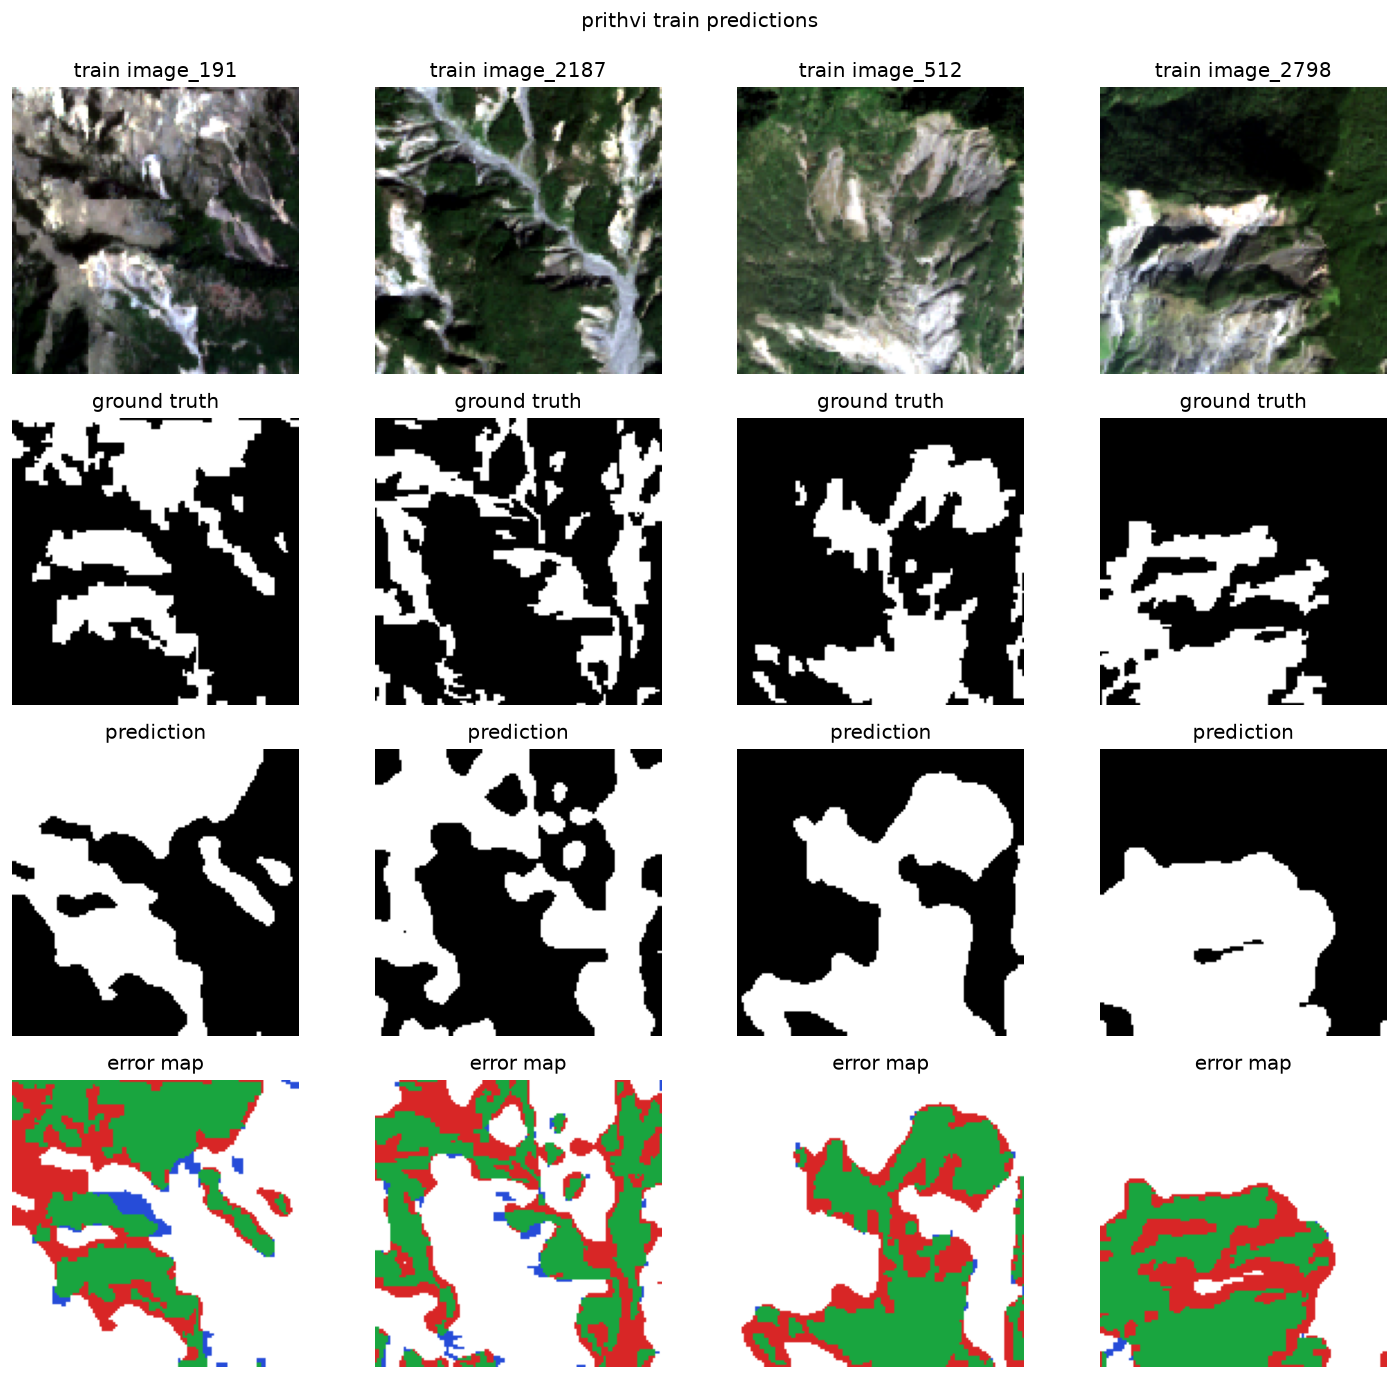 prithvi train predictions
train image_191
train image_2187
train image_512
train image_2798
ground truth
ground truth
ground truth
ground truth
prediction
prediction
prediction
prediction
error map
error map
error map
error map